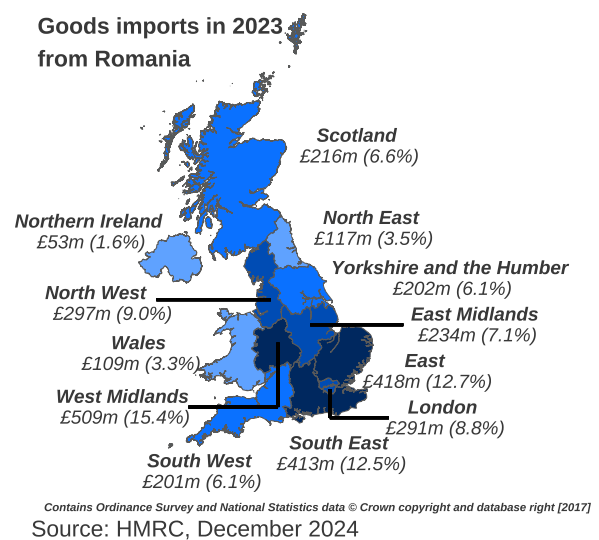 Goods imports in 2023
from Romania
Scotland
£216m (6.6%)
Northern Ireland
£53m (1.6%)
North East
£117m (3.5%)
Yorkshire and the Humber
£202m (6.1%)
North West
£297m (9.0%)
East Midlands
£234m (7.1%)
Wales
£109m (3.3%)
East
£418m (12.7%)
West Midlands
£509m (15.4%)
London
£291m (8.8%)
South East
£413m (12.5%)
South West
£201m (6.1%)
Contains Ordinance Survey and National Statistics data © Crown copyright and database right [2017]
Source: HMRC, December 2024